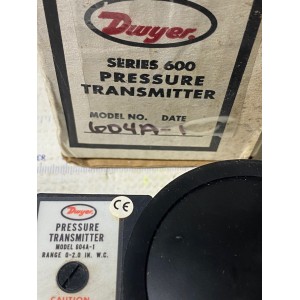 Dwyer
SERIES 600
PRESSURE
TRANSMITTER
MODEL NO. DATE
604A-1
Dwyer
CE
PRESSURE
TRANSMITTER
MODEL 604A-1
RANGE 0-2.0 IN. W.C.
CAUTION